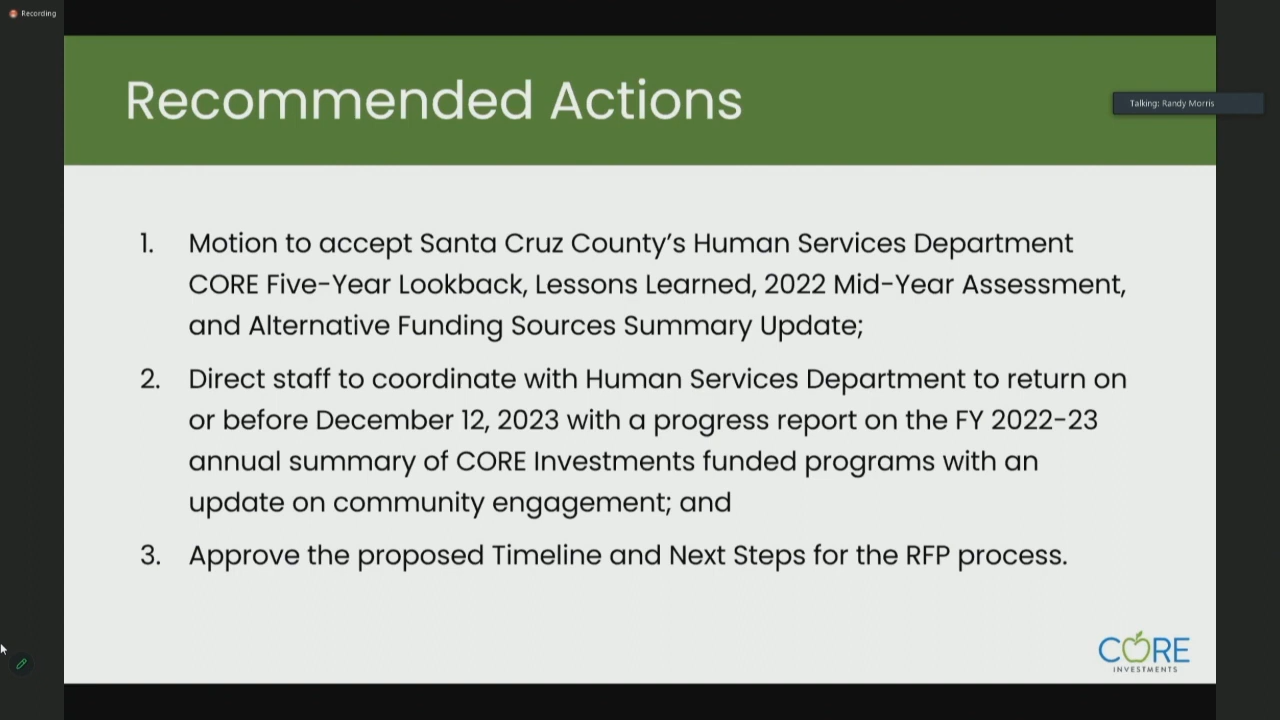 Recording
Recommended Actions
Talking: Randy Morris
1. Motion to accept Santa Cruz County's Human Services Department
CORE Five-Year Lookback, Lessons Learned, 2022 Mid-Year Assessment,
and Alternative Funding Sources Summary Update;
2. Direct staff to coordinate with Human Services Department to return on
or before December 12, 2023 with a progress report on the FY 2022-23
annual summary of CORE Investments funded programs with an
update on community engagement; and
3. Approve the proposed Timeline and Next Steps for the RFP process.
CORE
INVESTMENTS